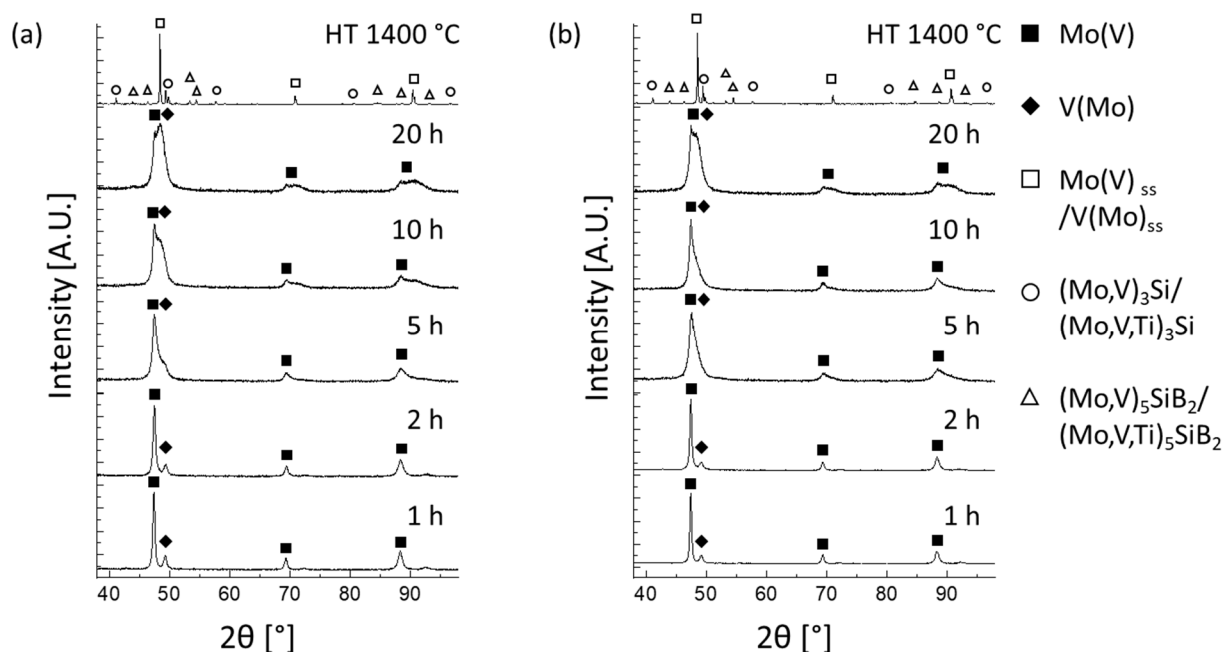 (a)
HT 1400 °C
20 h
10 h
5 h
2 h
1 h
Intensity [A.U.]
40 50 60 70 80 90
2θ [°]
(b)
HT 1400 °C
20 h
10 h
5 h
2 h
1 h
Intensity [A.U.]
40 50 60 70 80 90
2θ [°]
Mo(V)
V(Mo)
Mo(V) ss
/V(Mo)ss
(Mo,V)3Si/
(Mo,V,Ti)3Si
(Mo,V)5SiB2/
(Mo,V,Ti)5SiB2